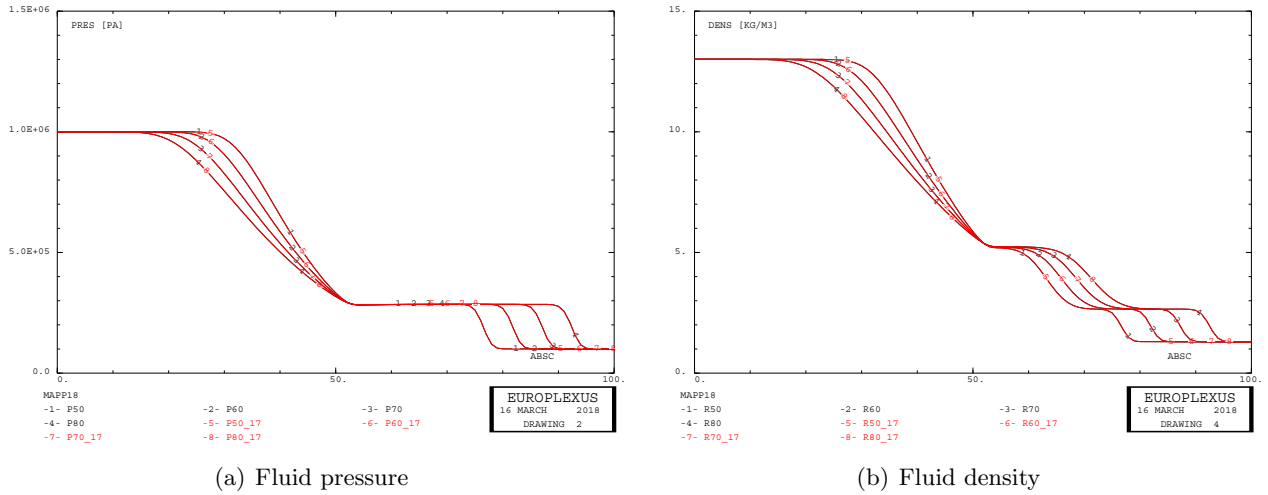 1.5E+06
PRES [PA]
1.0E+06
5.0E+05
0.0
0.
50.
100.
ABSC
MAPP18
-1- P50
-2- P60
-3- P70
-4- P80
-5- P50_17
-6- P60_17
-7- P70_17
-8- P80_17
EUROPLEXUS
16 MARCH 2018
DRAWING 2
(a) Fluid pressure
15.
DENS [KG/M3]
10.
5.0
0.0
0.
50.
100.
ABSC
MAPP18
-1- R50
-2- R60
-3- R70
-4- R80
-5- R50_17
-6- R60_17
-7- R70_17
-8- R80_17
EUROPLEXUS
16 MARCH 2018
DRAWING 4
(b) Fluid density